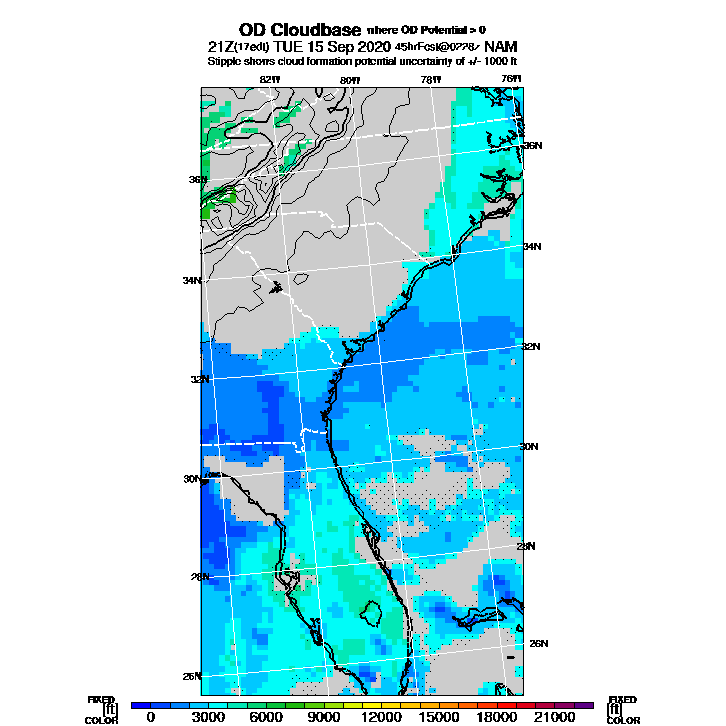 OD Cloudbase where OD Potential > 0
21Z(17edt) TUE 15 Sep 2020 45hrFcst@0228z NAM
Stipple shows cloud formation potential uncertainty of +/- 1000 ft
82W 80W 78W 76W
36N
36N
34N
34N
32N
32N
30N
30N
28N
28N
26N
26N
FIXED FIXED
[ft] 0 3000 6000 9000 12000 15000 18000 21000 [ft]
COLOR COLOR